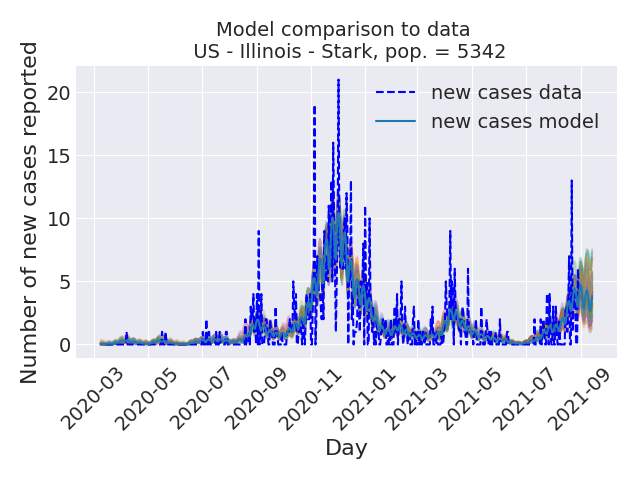 Model comparison to data
US - Illinois - Stark, pop. = 5342
Number of new cases reported
20
15
10
5
0
new cases data
new cases model
2020-03
2020-05
2020-07
2020-09
2020-11
2021-01
2021-03
2021-05
2021-07
2021-09
Day